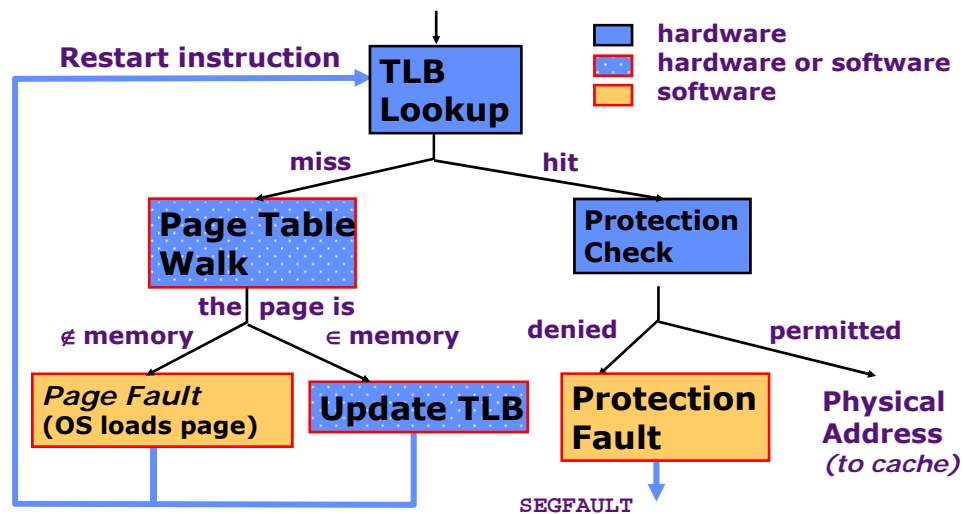 Restart instruction
TLB
Lookup
hardware
hardware or software
software
miss
hit
Page Table
Walk
Protection
Check
the page is
∉ memory
∈ memory
denied
permitted
Page Fault
(OS loads page)
Update TLB
Protection
Fault
Physical
Address
(to cache)
SEGFAULT